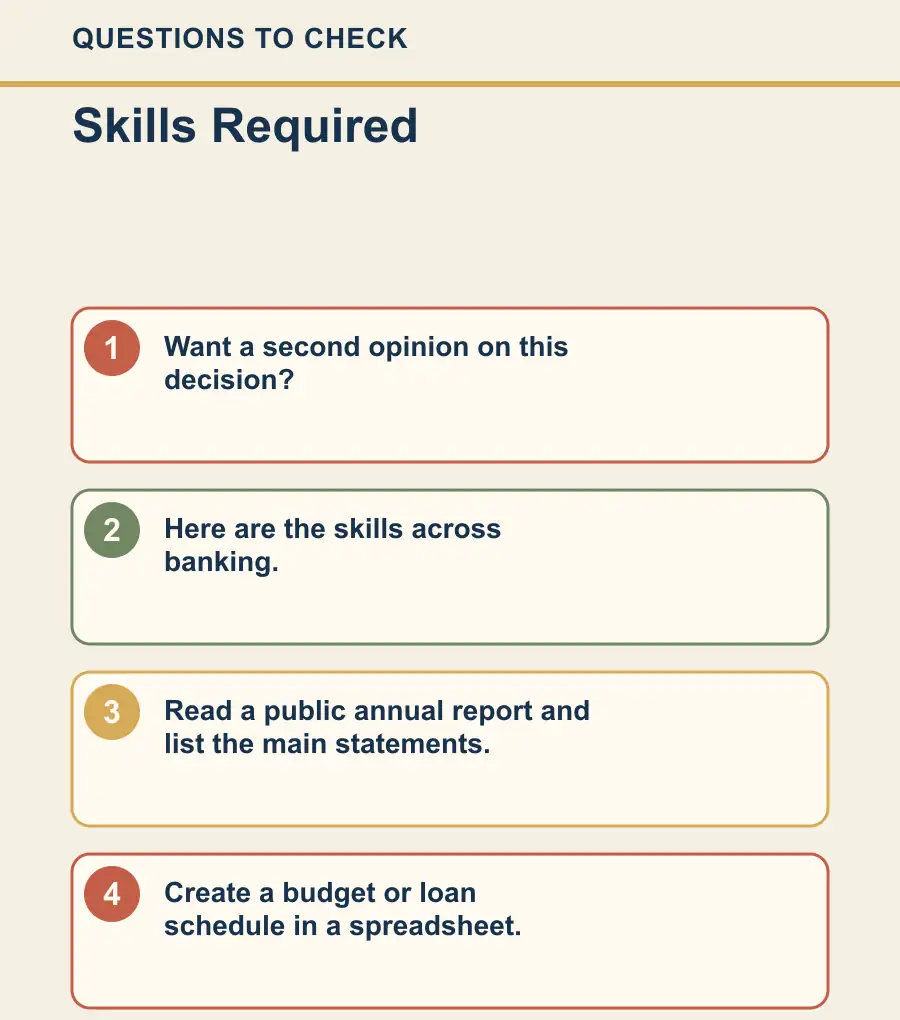 QUESTIONS TO CHECK
Skills Required
1
Want a second opinion on this
decision?
2
Here are the skills across
banking.
3
Read a public annual report and
list the main statements.
4
Create a budget or loan
schedule in a spreadsheet.